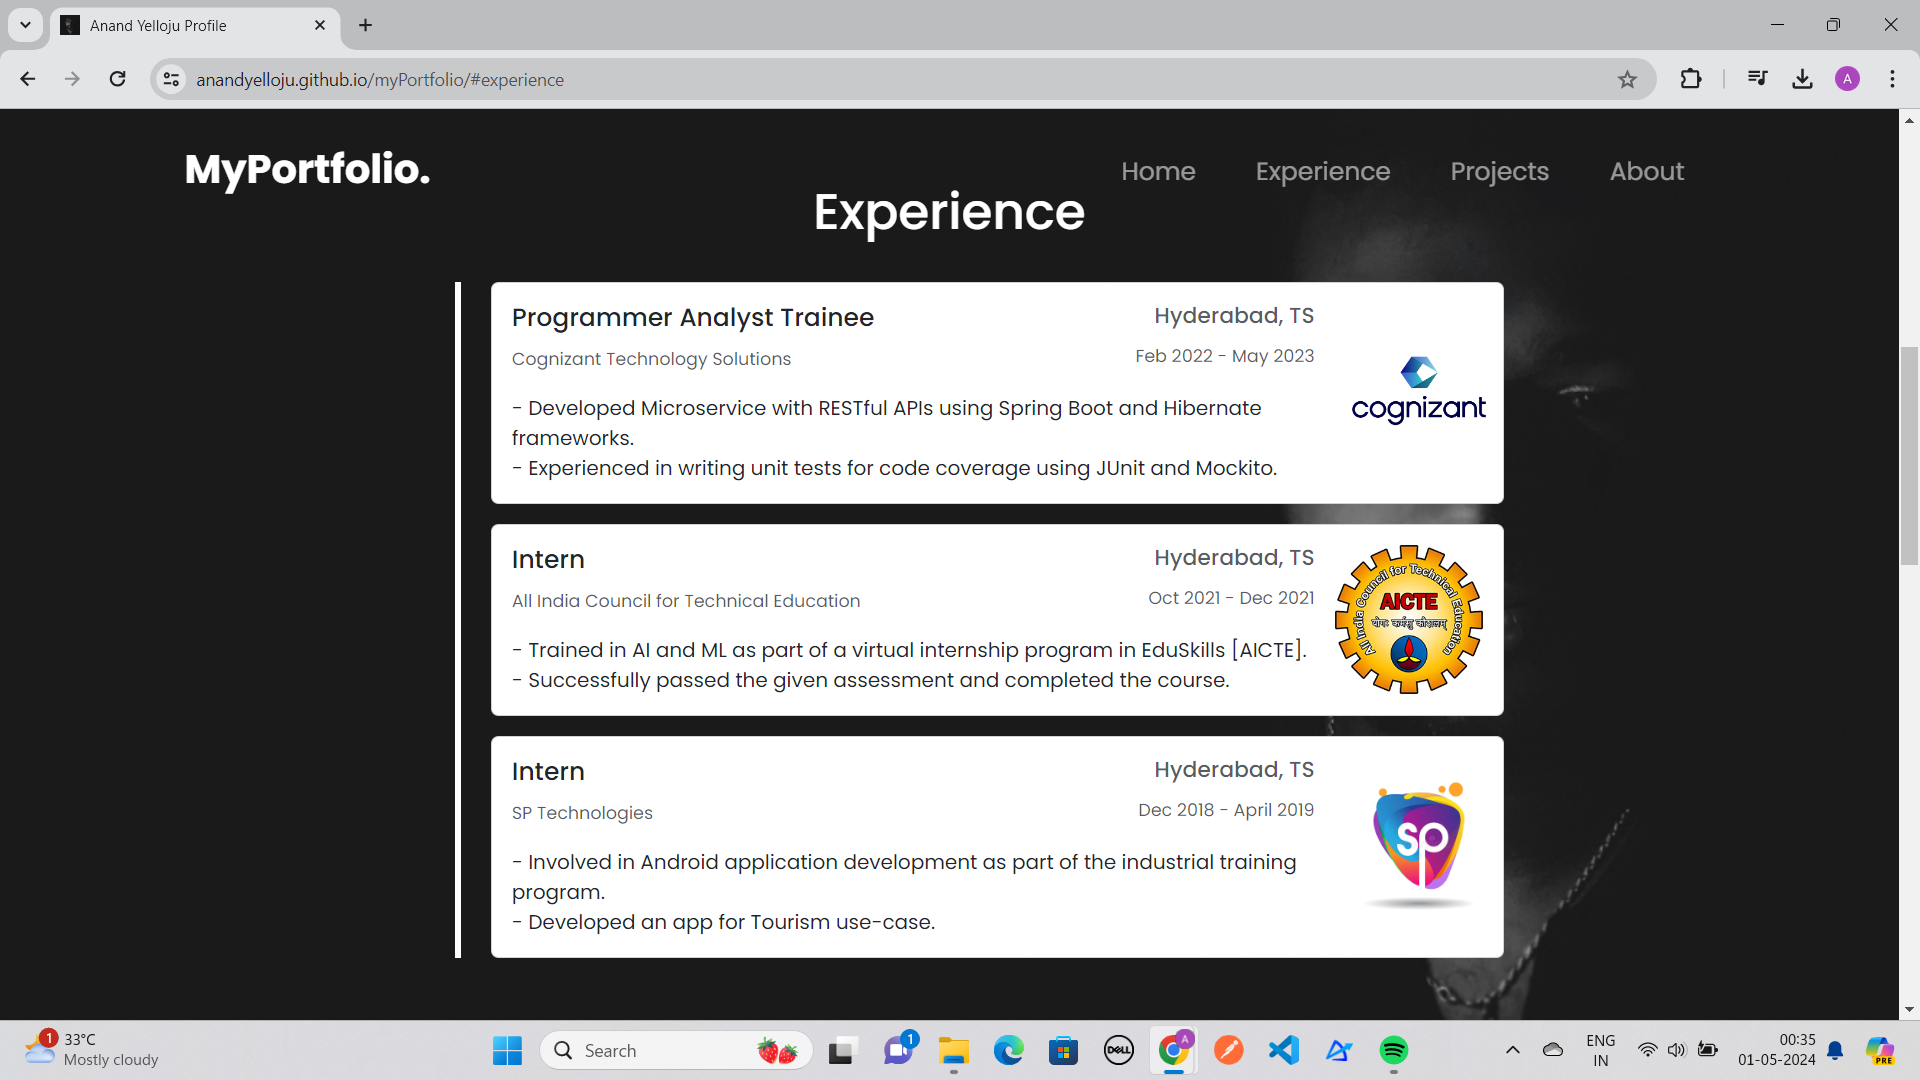 Anand Yelloju Profile
anandyelloju.github.io/myPortfolio/#experience
A
MyPortfolio.
Home
Experience
Projects
About
Experience
Programmer Analyst Trainee
Hyderabad, TS
Cognizant Technology Solutions
Feb 2022 - May 2023
- Developed Microservice with RESTful APIs using Spring Boot and Hibernate
frameworks.
- Experienced in writing unit tests for code coverage using JUnit and Mockito.
cognizant
Intern
Hyderabad, TS
All India Council for Technical Education
Oct 2021 - Dec 2021
- Trained in AI and ML as part of a virtual internship program in EduSkills [AICTE].
- Successfully passed the given assessment and completed the course.
All India Council for Technical Education
AICTE
योगः कर्मसु कौशलम्
Intern
Hyderabad, TS
SP Technologies
Dec 2018 - April 2019
- Involved in Android application development as part of the industrial training
program.
- Developed an app for Tourism use-case.
sp
1
33°C
Mostly cloudy
Search
1
DELL
A
ENG
IN
00:35
01-05-2024
PRE